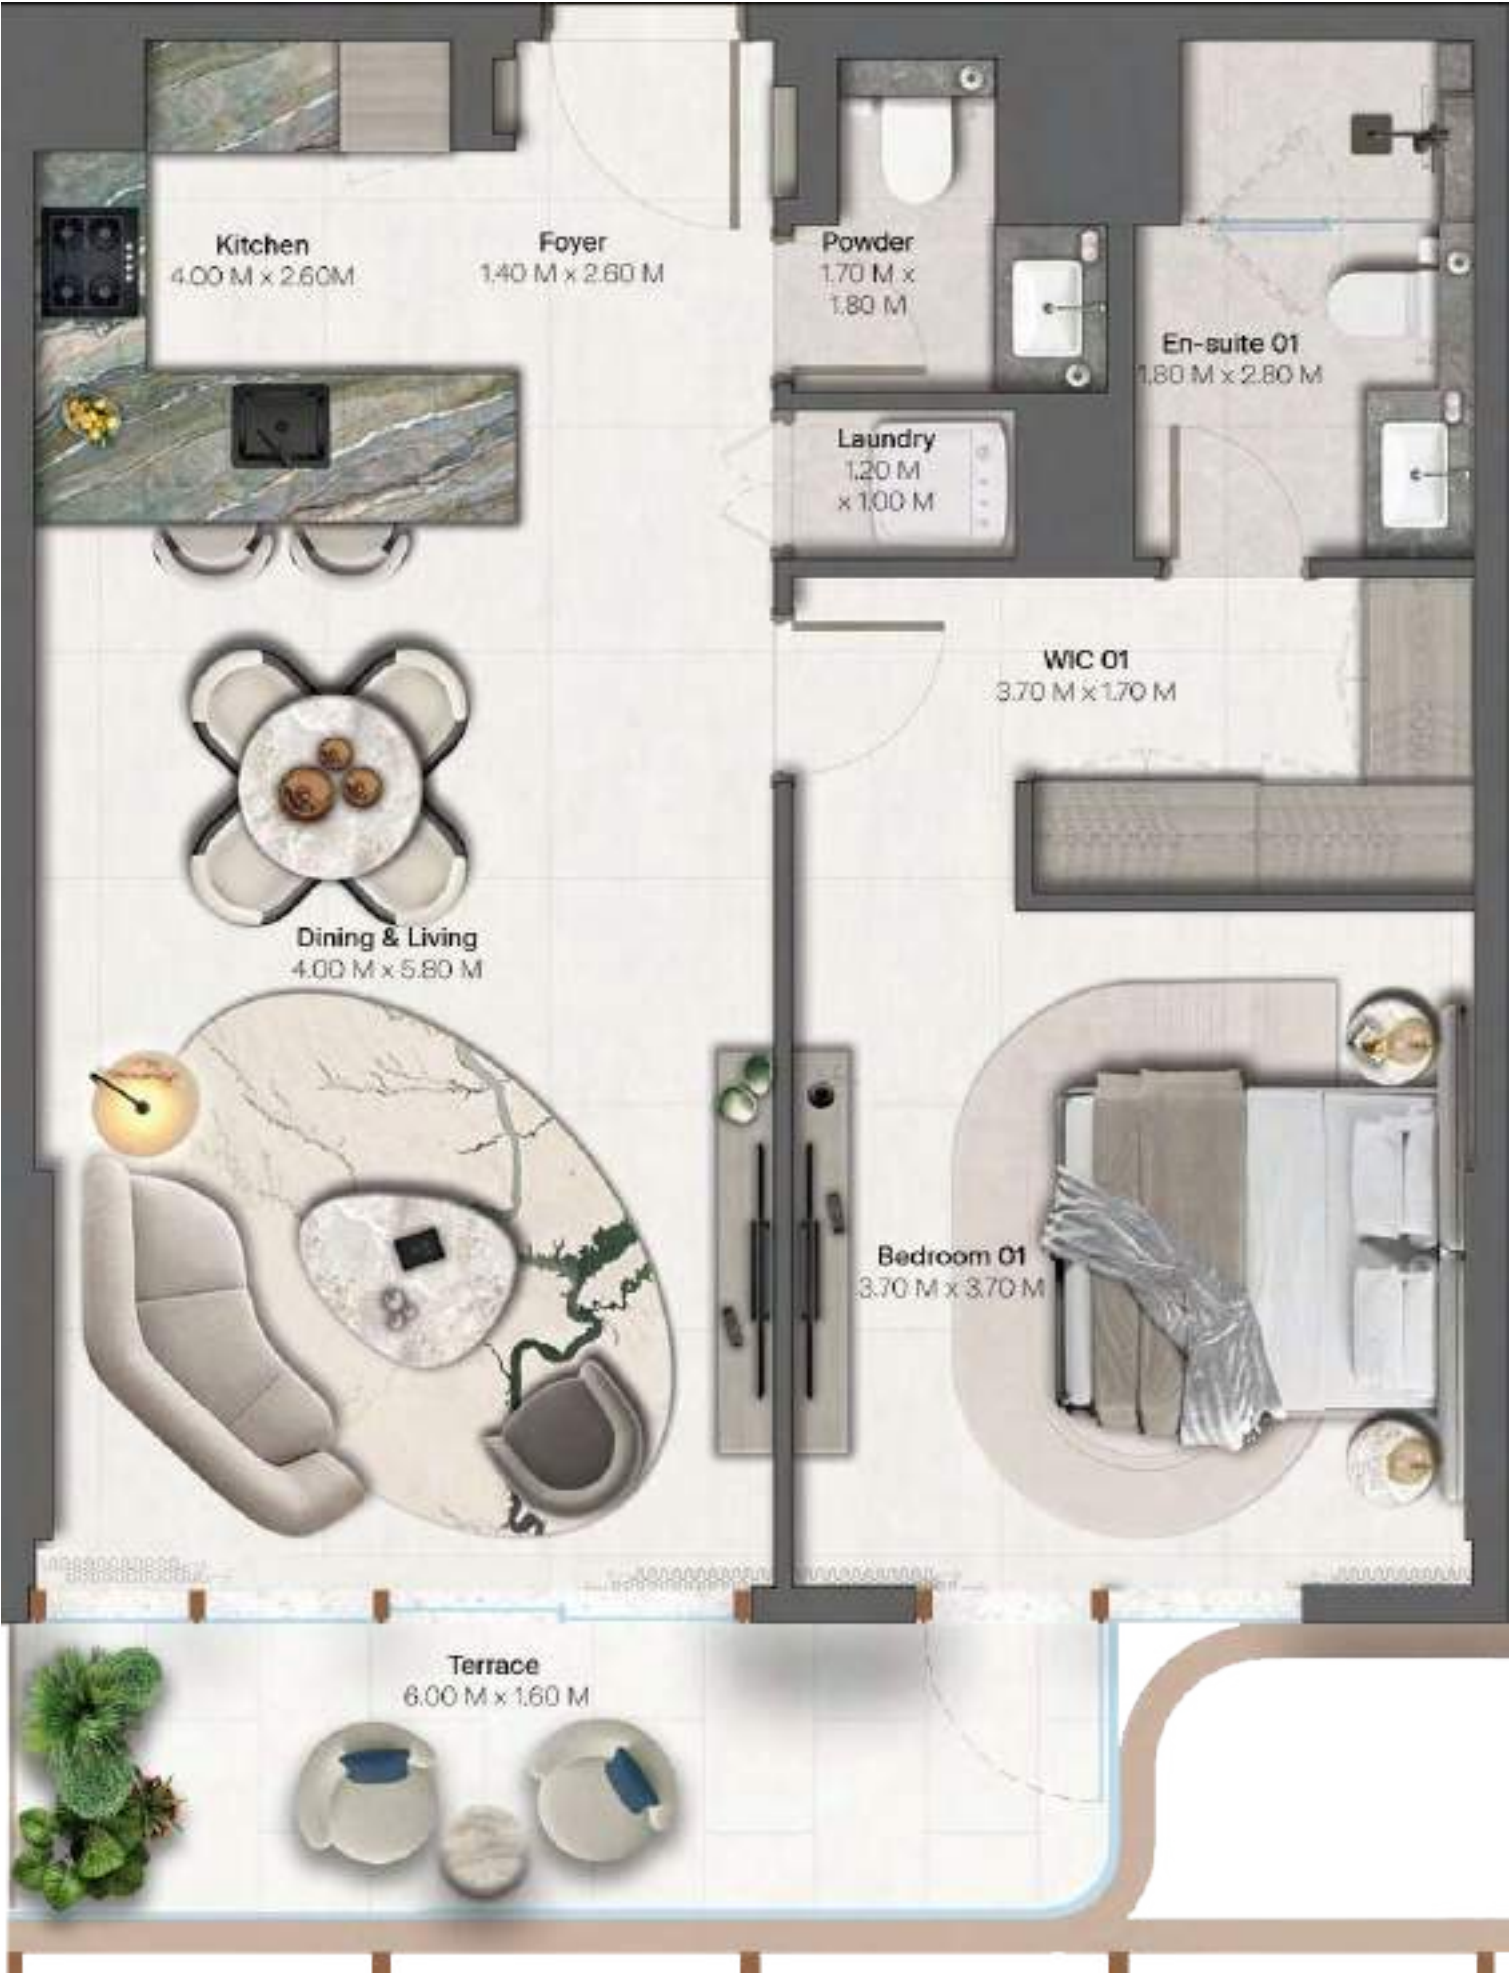 Kitchen
4.00 M x 2.60M
Foyer
1.40 M x 2.60 M
Powder
1.70 M x
1.80 M
En-suite 01
1.80 M x 2.80 M
Laundry
1.20 M
x 1.00 M
WIC 01
3.70 M x 1.70 M
Dining & Living
4.00 M x 5.80 M
Bedroom 01
3.70 M x 3.70 M
Terrace
6.00 M x 1.60 M